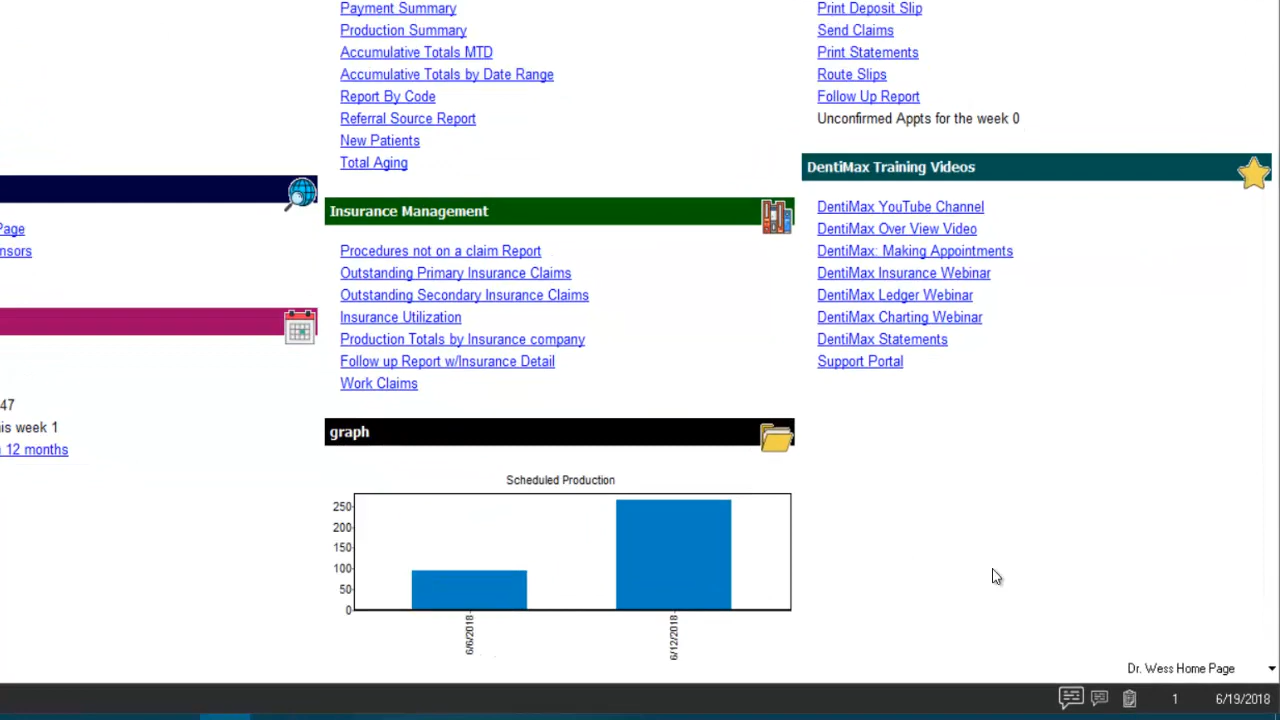 Payment Summary
Production Summary
Accumulative Totals MTD
Accumulative Totals by Date Range
Report By Code
Referral Source Report
New Patients
Total Aging
Print Deposit Slip
Send Claims
Print Statements
Route Slips
Follow Up Report
Unconfirmed Appts for the week 0
Page
nsors
47
is week 1
12 months
Insurance Management
Procedures not on a claim Report
Outstanding Primary Insurance Claims
Outstanding Secondary Insurance Claims
Insurance Utilization
Production Totals by Insurance company
Follow up Report w/Insurance Detail
Work Claims
DentiMax Training Videos
DentiMax YouTube Channel
DentiMax Over View Video
DentiMax: Making Appointments
DentiMax Insurance Webinar
DentiMax Ledger Webinar
DentiMax Charting Webinar
DentiMax Statements
Support Portal
graph
Scheduled Production
250
200
150
100
50
0
6/6/2018
6/12/2018
Dr. Wess Home Page
1
6/19/2018